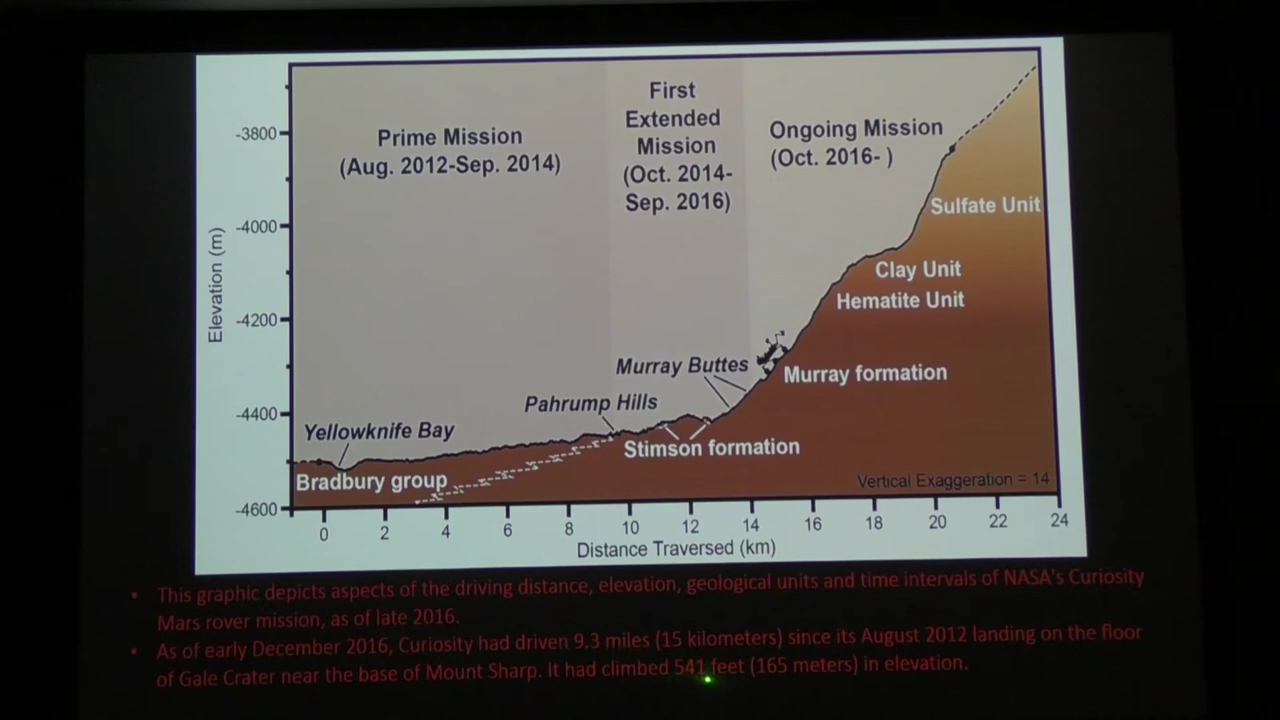 First
Extended
Mission
(Oct. 2014-
Sep. 2016)
Prime Mission
(Aug. 2012-Sep. 2014)
Ongoing Mission
(Oct. 2016- )
Elevation (m)
-3800
-4000
-4200
-4400
-4600
Sulfate Unit
Clay Unit
Hematite Unit
Murray Buttes
Murray formation
Pahrump Hills
Yellowknife Bay
Stimson formation
Bradbury group
Vertical Exaggeration = 14
0 2 4 6 8 10 12 14 16 18 20 22 24
Distance Traversed (km)
• This graphic depicts aspects of the driving distance, elevation, geological units and time intervals of NASA's Curiosity
Mars rover mission, as of late 2016.
• As of early December 2016, Curiosity had driven 9.3 miles (15 kilometers) since its August 2012 landing on the floor
of Gale Crater near the base of Mount Sharp. It had climbed 541 feet (165 meters) in elevation.